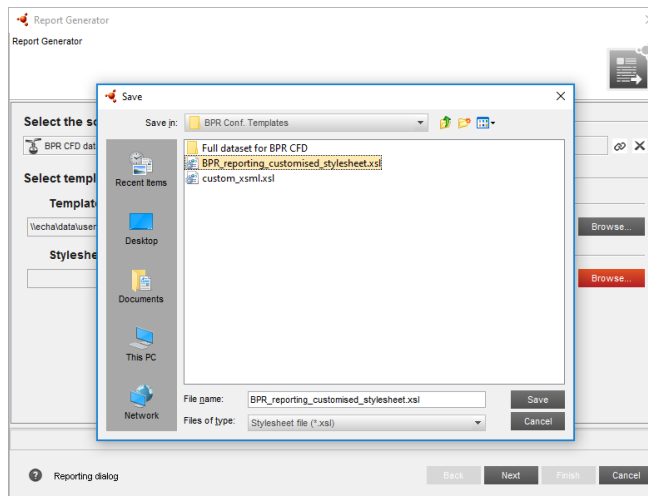 Report Generator
Report Generator
Save
Select the so
Save in: BPR Conf. Templates
BPR CFD dat
Full dataset for BPR CFD
BPR_reporting_customised_stylesheet.xsl
custom_xsml.xsl
Recent Items
Select templ
Template
\\echa\data\user
Browse...
Desktop
Styleshe
Browse...
Documents
This PC
Network
File name: BPR_reporting_customised_stylesheet.xsl Save
Files of type: Stylesheet file (*.xsl) Cancel
Reporting dialog Back Next Finish Cancel